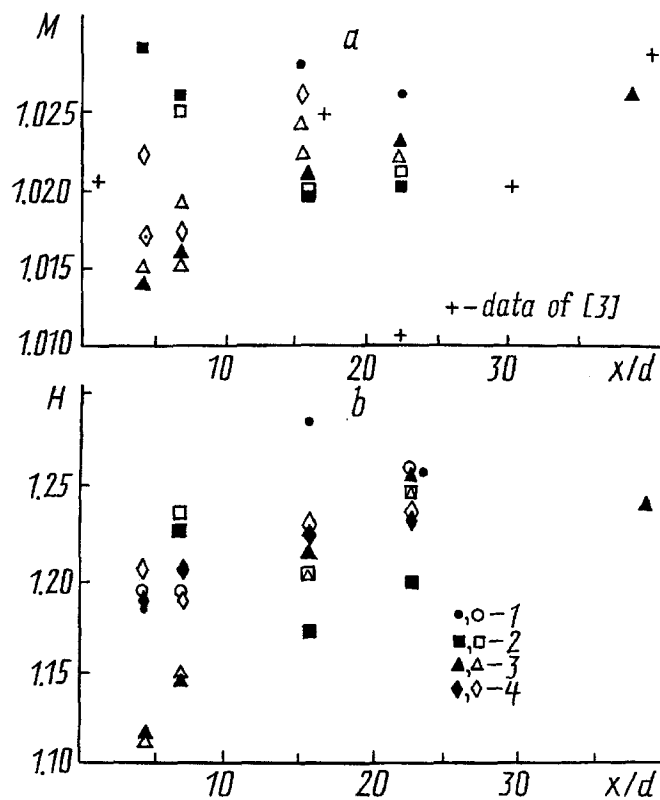 M
a
1.025
1.020
1.015
1.010
+ - data of [3]
10
20
30
x/d
H
b
1.25
1.20
1.15
1.10
●,○ - 1
■,□ - 2
▲,△ - 3
◆,◇ - 4
10
20
30
x/d